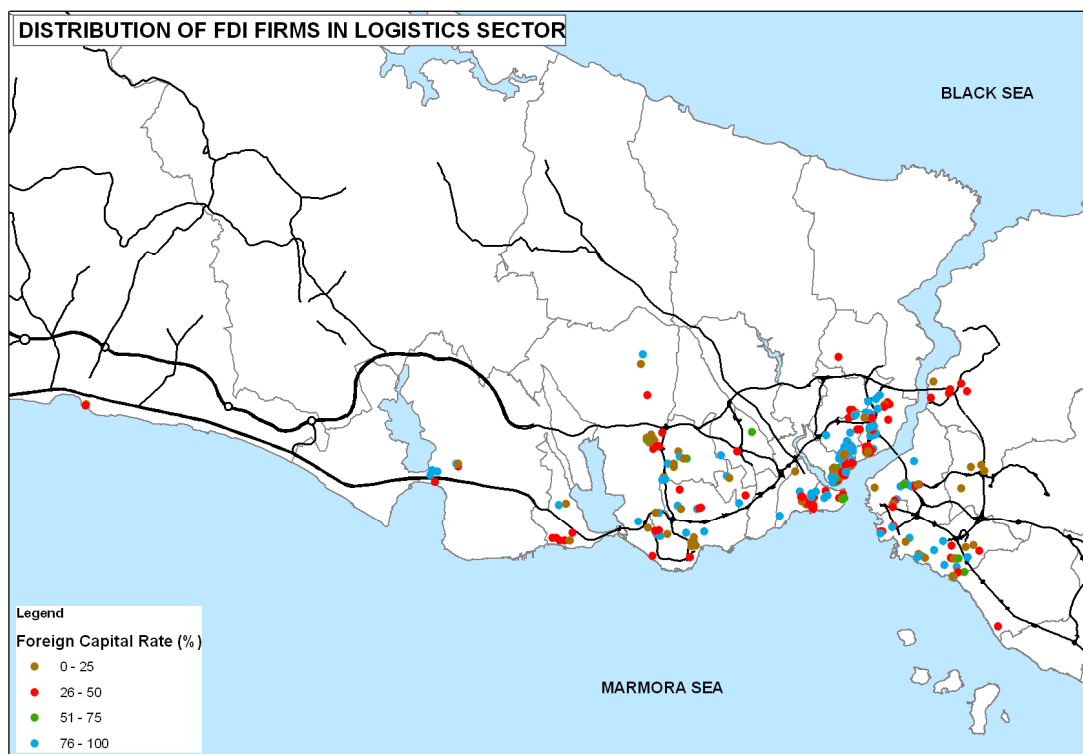 DISTRIBUTION OF FDI FIRMS IN LOGISTICS SECTOR
BLACK SEA
MARMORA SEA
Legend
Foreign Capital Rate (%)
0 - 25
26 - 50
51 - 75
76 - 100